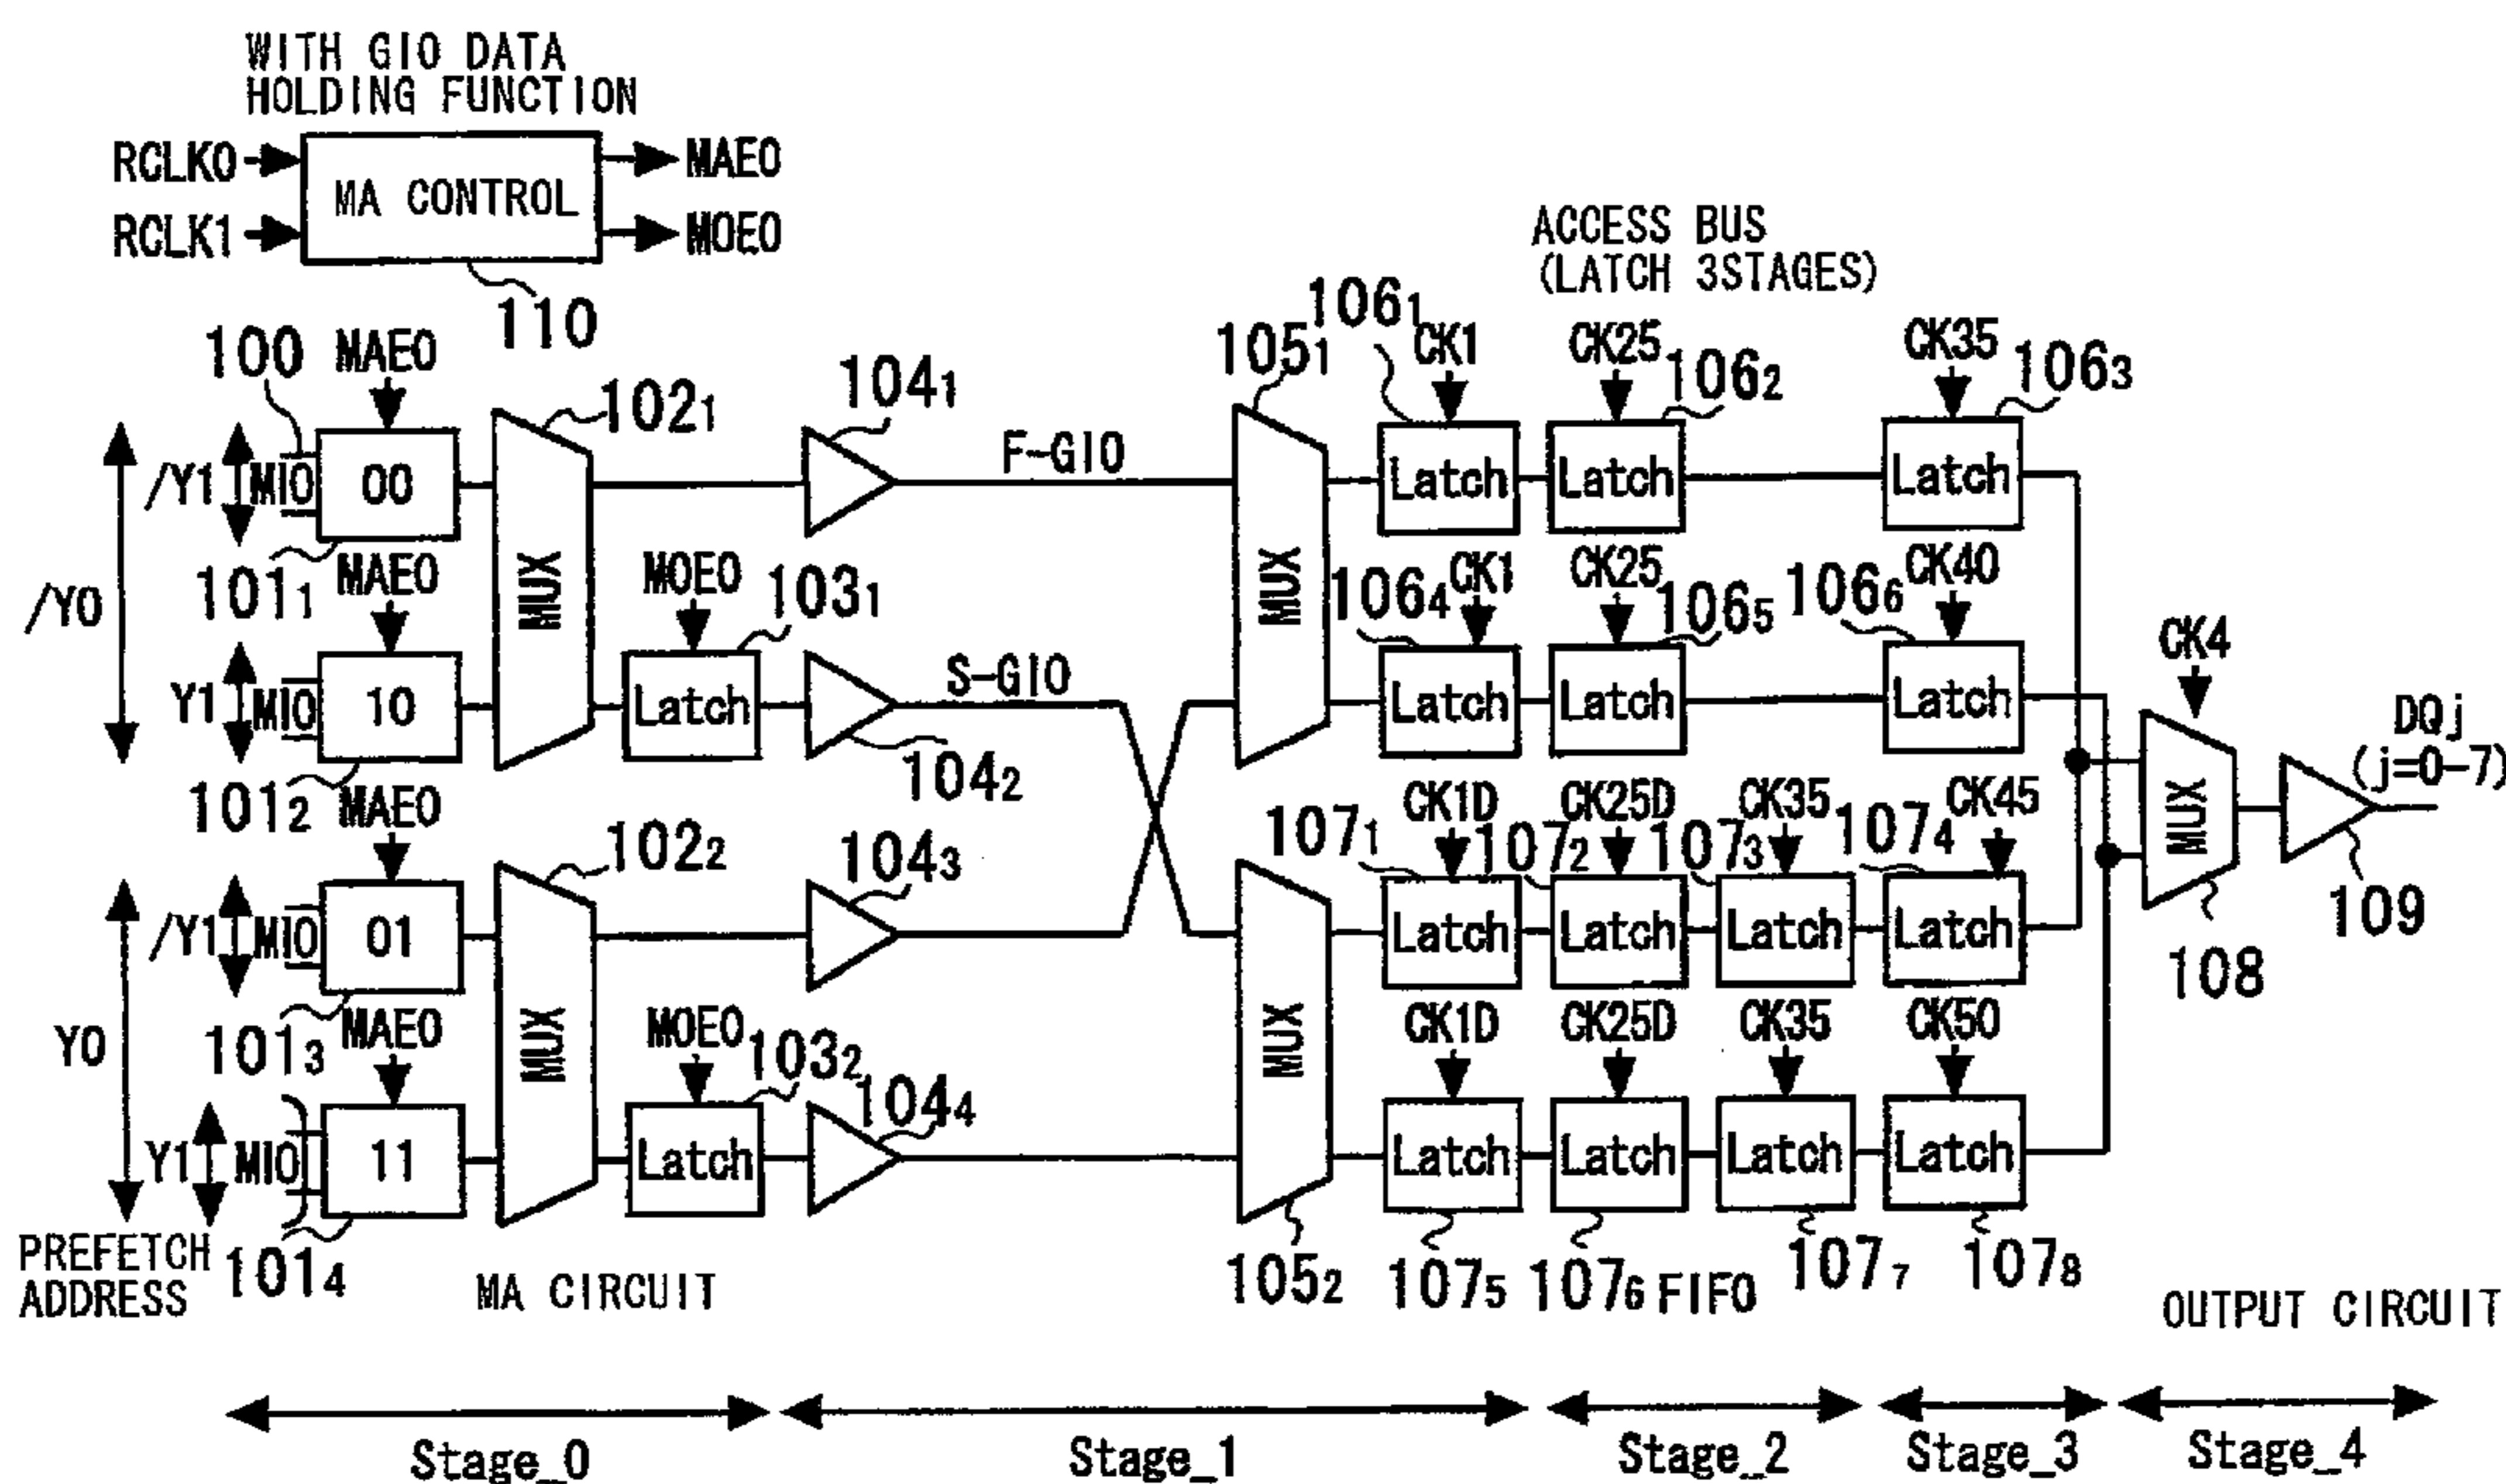 WITH GIO DATA
HOLDING FUNCTION
RCLK0
MA CONTROL
MAE0
RCLK1
MOE0
110
ACCESS BUS
(LATCH 3STAGES)
100
MAE0
102₁
104₁
105₁
106₁
CK1
CK25
106₂
CK35
106₃
/Y1
MIO
00
F-GIO
Latch
Latch
Latch
/Y0
101₁
MAE0
MUX
MOE0
103₁
MUX
106₄
CK1
CK25
106₅
106₆
CK40
CK4
Y1
MIO
10
Latch
S-GIO
Latch
Latch
Latch
DQj
(j=0-7)
101₂
MAE0
104₂
102₂
104₃
107₁
CK1D
107₂
CK25D
107₃
CK35
107₄
CK45
MUX
109
/Y1
MIO
01
Latch
Latch
Latch
Latch
108
Y0
101₃
MAE0
MUX
MOE0
103₂
104₄
MUX
CK1D
CK25D
CK35
CK50
Y1
MIO
11
Latch
Latch
Latch
Latch
Latch
PREFETCH
ADDRESS
101₄
MA CIRCUIT
105₂
107₅
107₆
FIFO
107₇
107₈
OUTPUT CIRCUIT
Stage_0
Stage_1
Stage_2
Stage_3
Stage_4